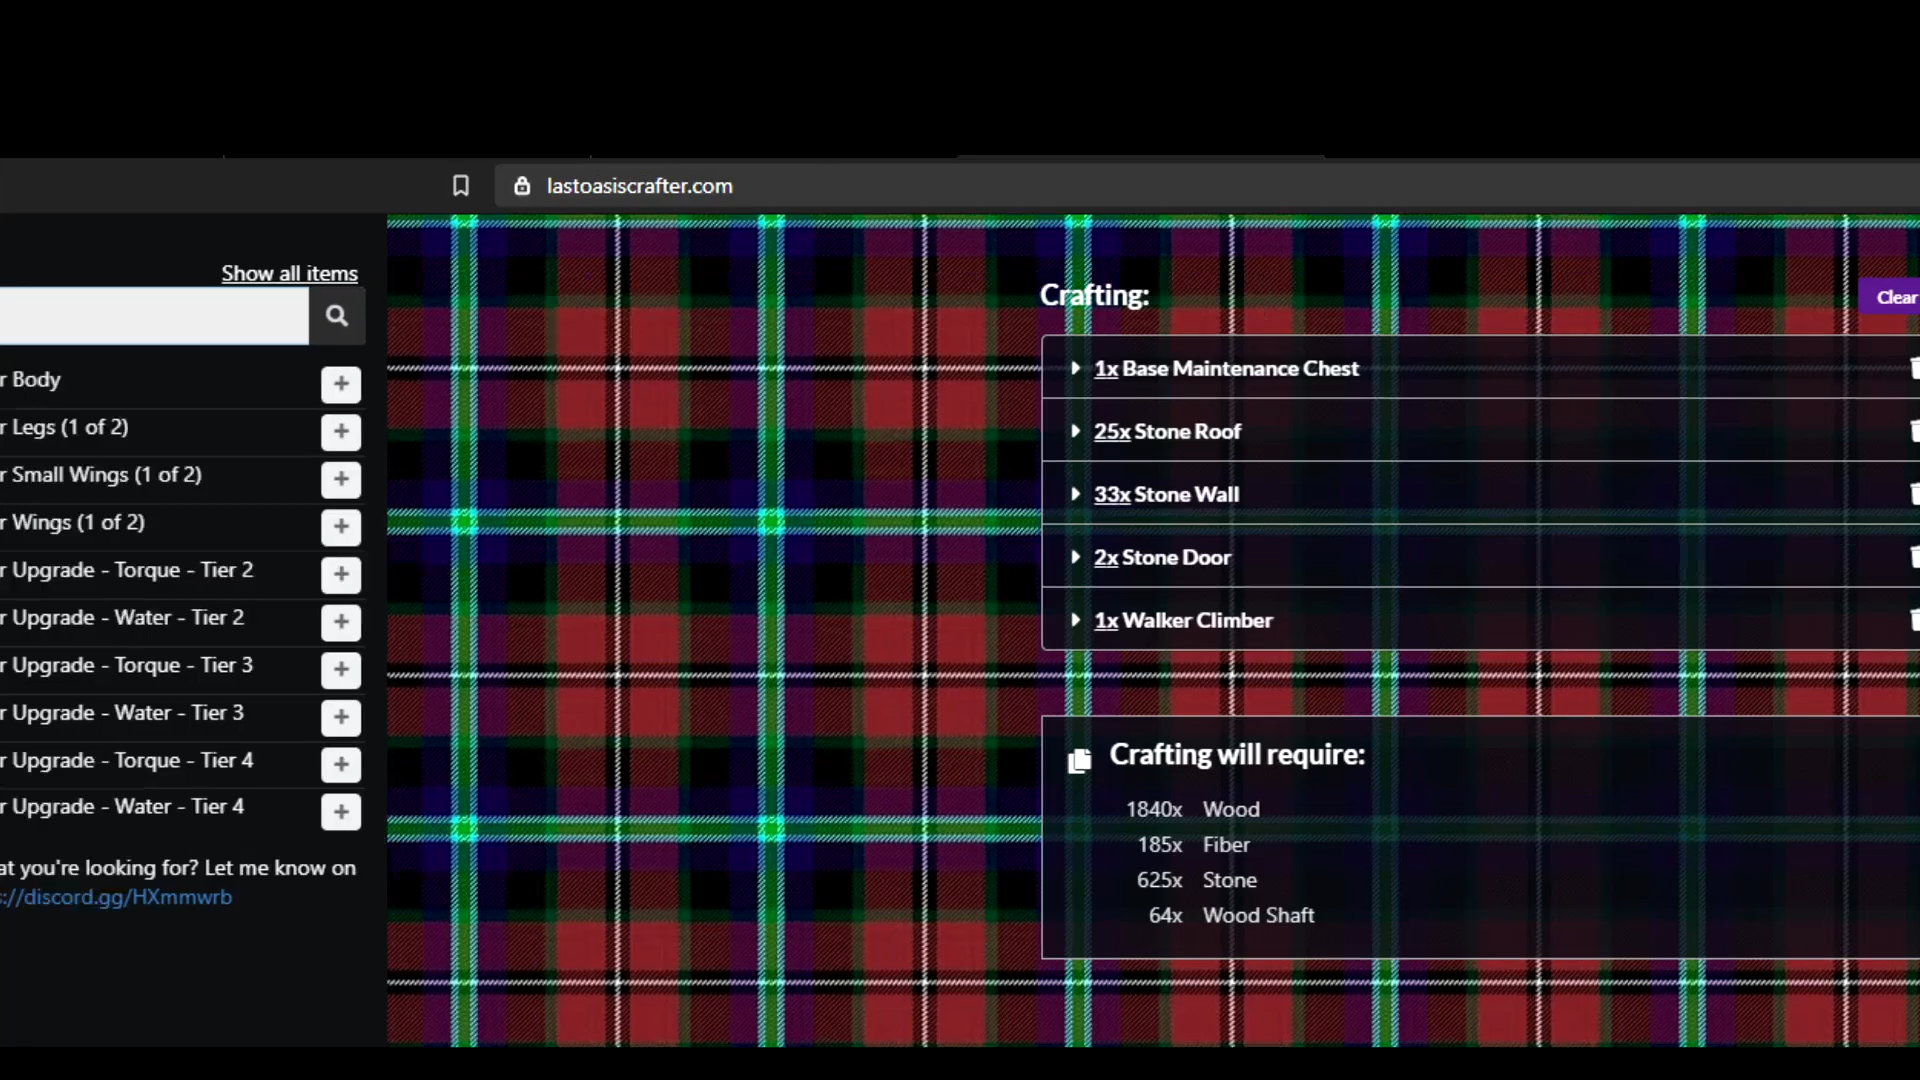 lastoasiscrafter.com
Show all items
r Body
r Legs (1 of 2)
r Small Wings (1 of 2)
r Wings (1 of 2)
r Upgrade - Torque - Tier 2
r Upgrade - Water - Tier 2
r Upgrade - Torque - Tier 3
r Upgrade - Water - Tier 3
r Upgrade - Torque - Tier 4
r Upgrade - Water - Tier 4
at you're looking for? Let me know on
s://discord.gg/HXmmwrb
Crafting:
Clear
1x Base Maintenance Chest
25x Stone Roof
33x Stone Wall
2x Stone Door
1x Walker Climber
Crafting will require:
1840x Wood
185x Fiber
625x Stone
64x Wood Shaft